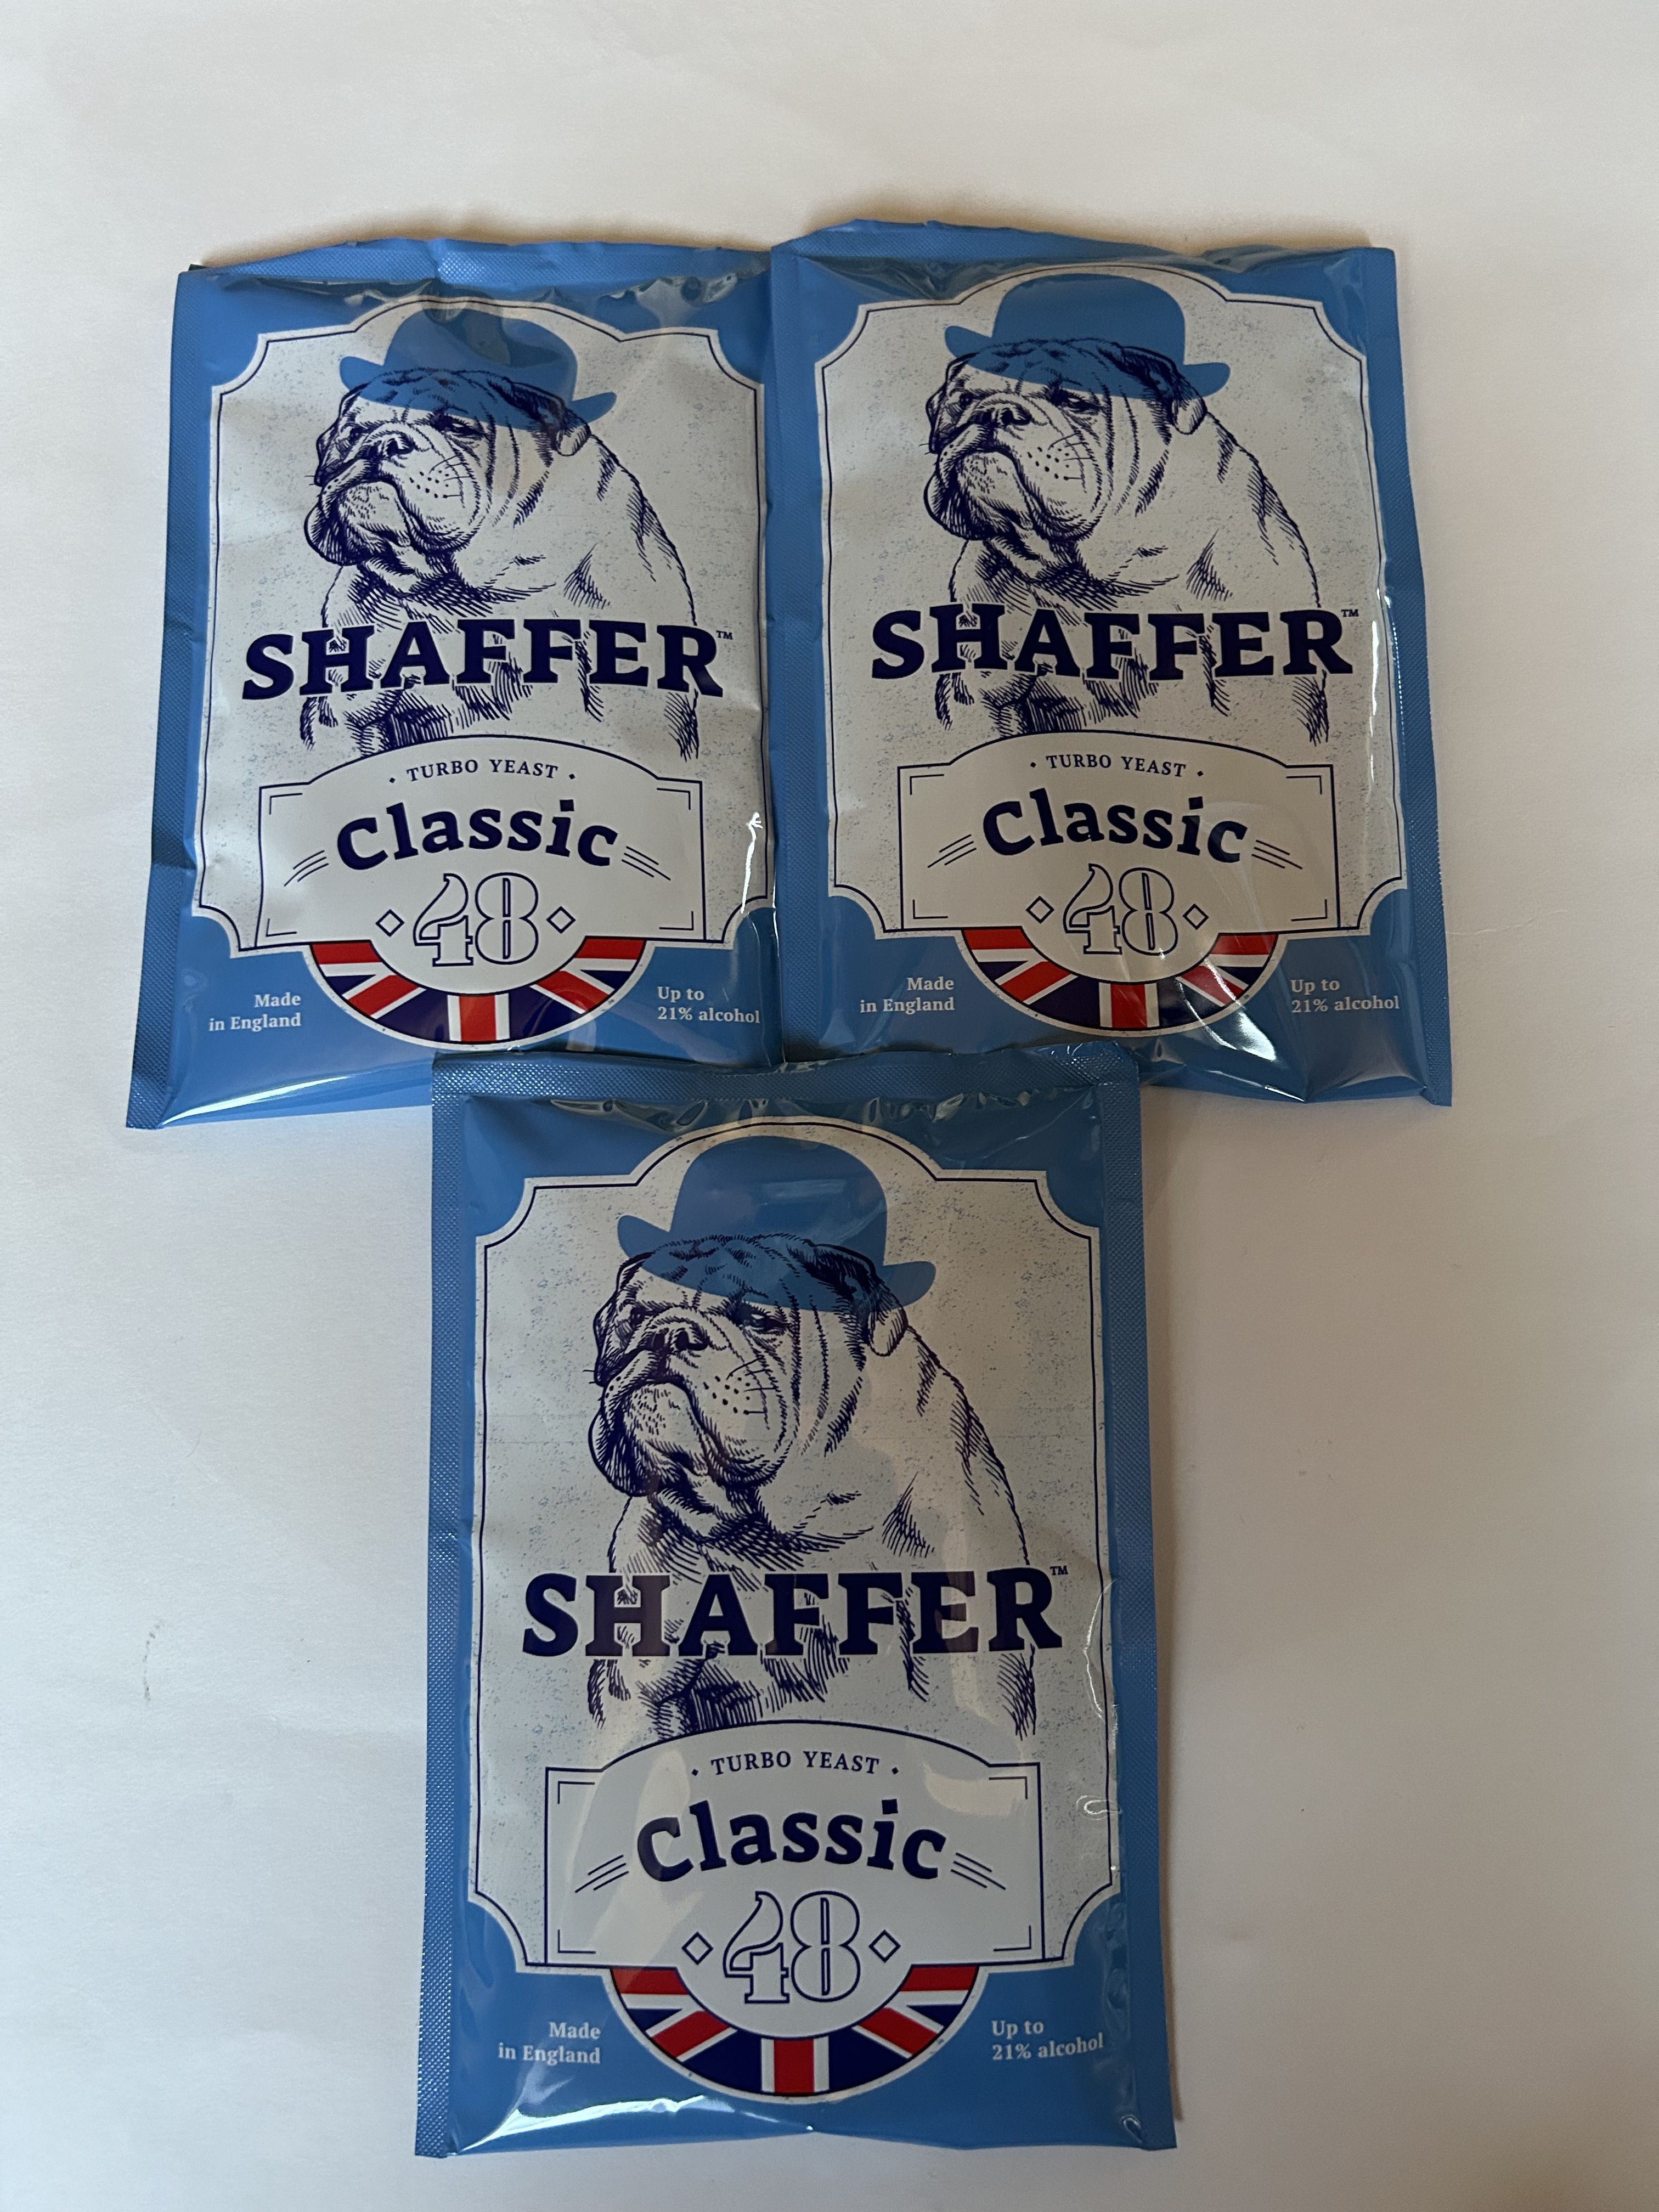 SHAFFER™
· TURBO YEAST ·
Classic
48
Made
in England
Up to
21% alcohol
SHAFFER™
· TURBO YEAST ·
Classic
48
Made
in England
Up to
21% alcohol
SHAFFER™
· TURBO YEAST ·
Classic
48
Made
in England
Up to
21% alcohol